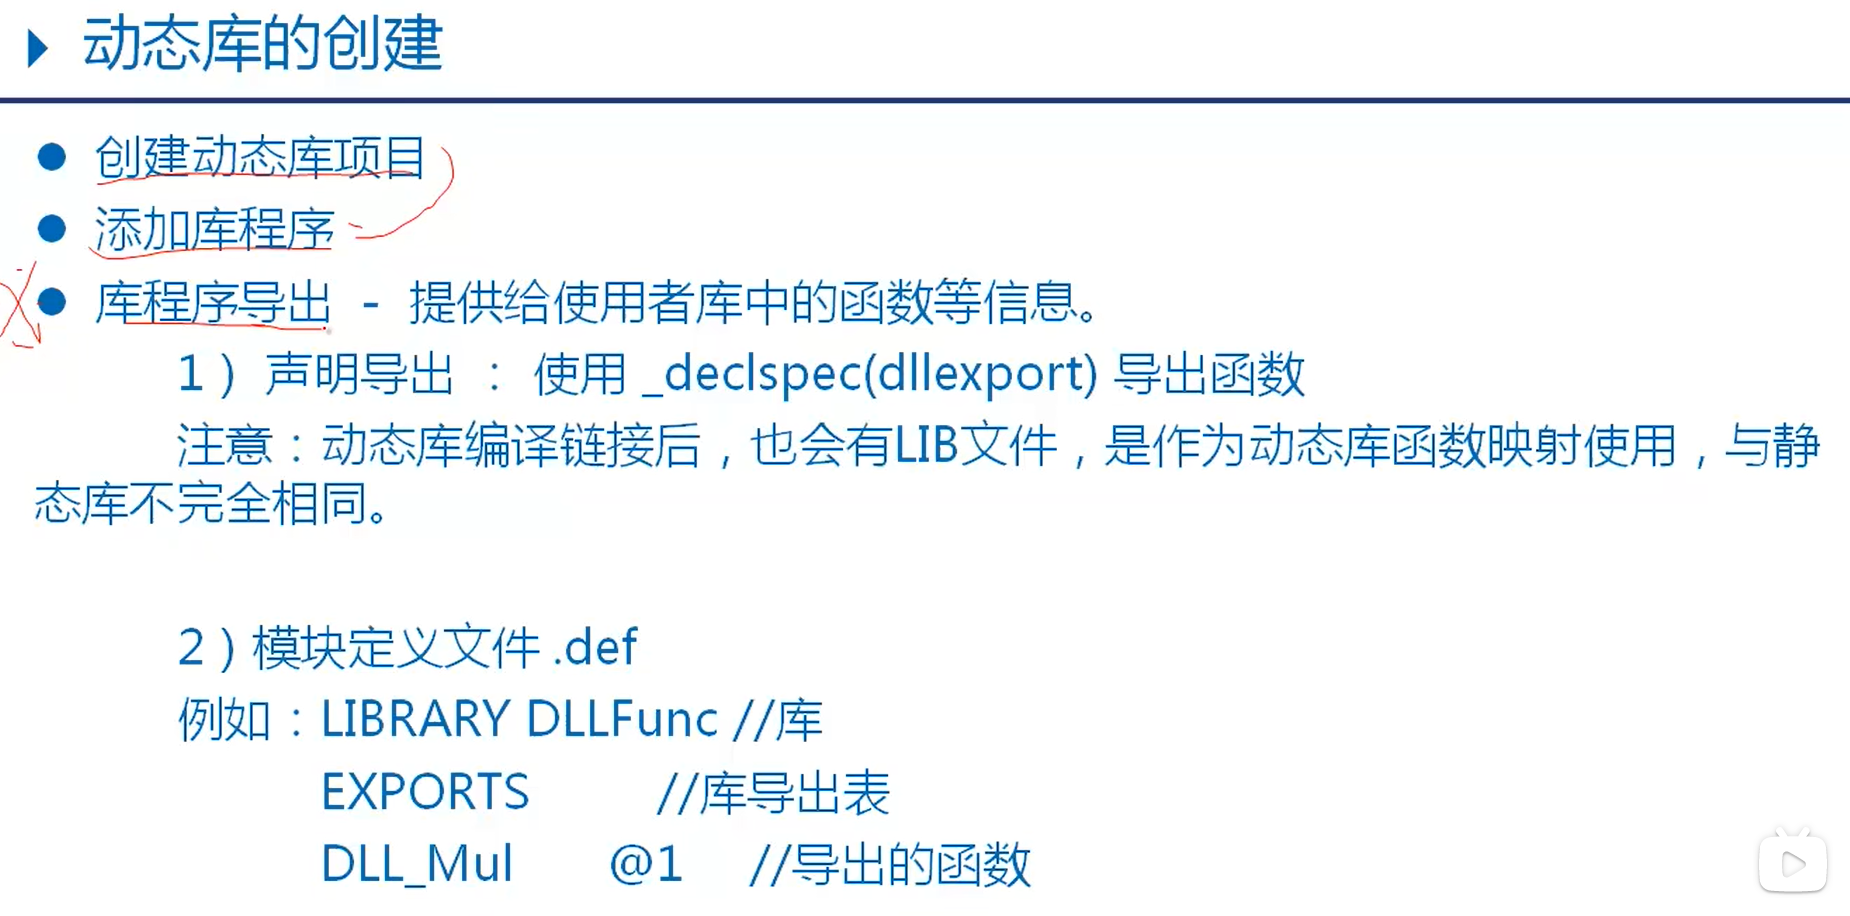 动态库的创建
创建动态库项目
添加库程序
库程序导出 - 提供给使用者库中的函数等信息。
1）声明导出 ： 使用 _declspec(dllexport) 导出函数
注意：动态库编译链接后，也会有LIB文件，是作为动态库函数映射使用，与静
态库不完全相同。
2）模块定义文件 .def
例如：LIBRARY DLLFunc //库
EXPORTS //库导出表
DLL_Mul @1 //导出的函数